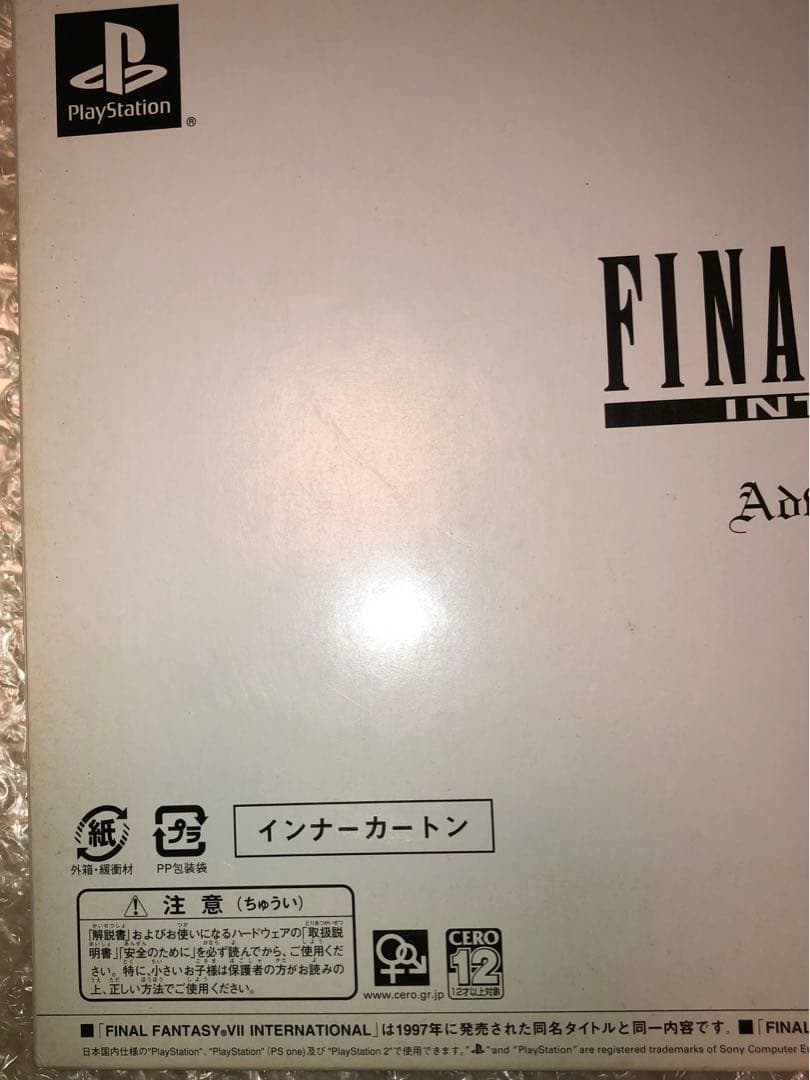 PlayStation
®
FINA
INT
Adv
紙
プラ
インナーカートン
外箱・緩衝材
PP包装袋
注 意 (ちゅうい)
「解説書」およびお使いになるハードウェアの「取扱説
明書」「安全のために」を必ず読んでから、ご使用くだ
さい。特に、小さいお子様は保護者の方がお読みの
上、正しい方法でご使用ください。
CERO
12
12才以上対象
www.cero.gr.jp
■「FINAL FANTASY®VII INTERNATIONAL」は1997年に発売された同名タイトルと同一内容です。■「FINAL
日本国内仕様の"PlayStation"、"PlayStation" (PS one)及び "PlayStation 2"で使用できます。" " and "PlayStation" are registered trademarks of Sony Computer En